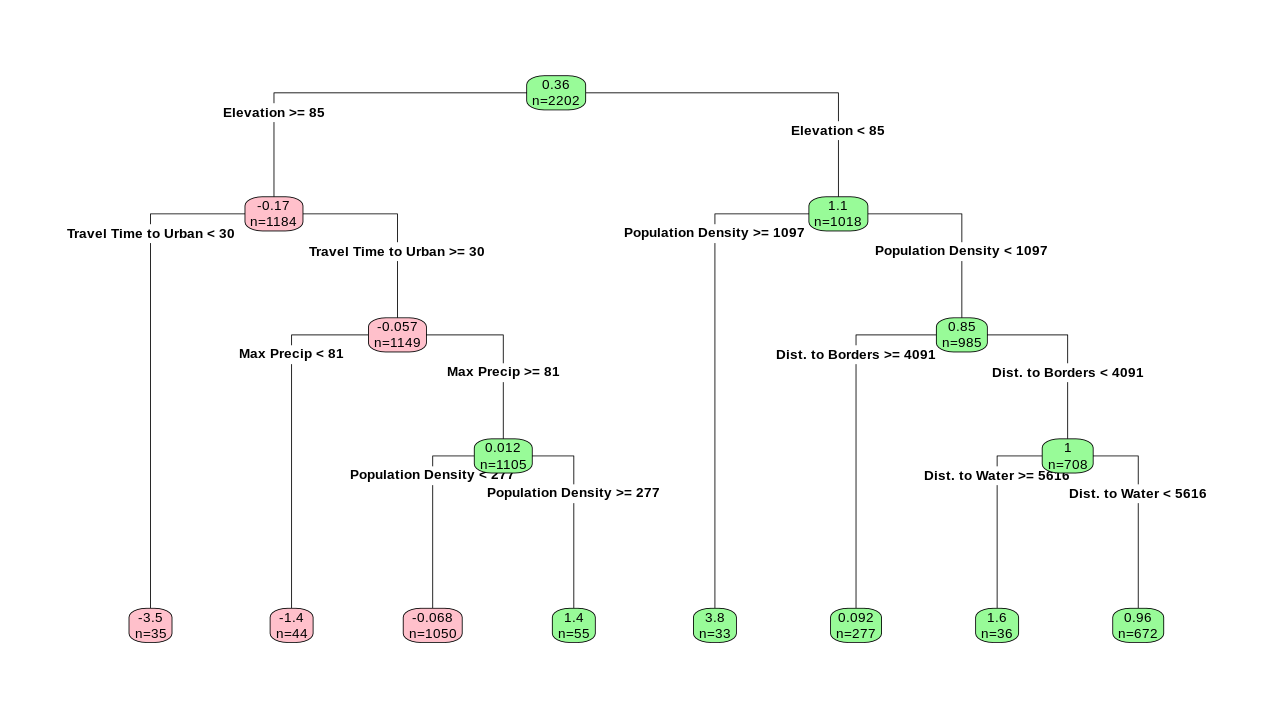 0.36
n=2202
Elevation >= 85
Elevation < 85
-0.17
n=1184
1.1
n=1018
Travel Time to Urban < 30
Travel Time to Urban >= 30
Population Density >= 1097
Population Density < 1097
-0.057
n=1149
0.85
n=985
Max Precip < 81
Max Precip >= 81
Dist. to Borders >= 4091
Dist. to Borders < 4091
0.012
n=1105
1
n=708
Population Density < 277
Population Density >= 277
Dist. to Water >= 5616
Dist. to Water < 5616
-3.5
n=35
-1.4
n=44
-0.068
n=1050
1.4
n=55
3.8
n=33
0.092
n=277
1.6
n=36
0.96
n=672